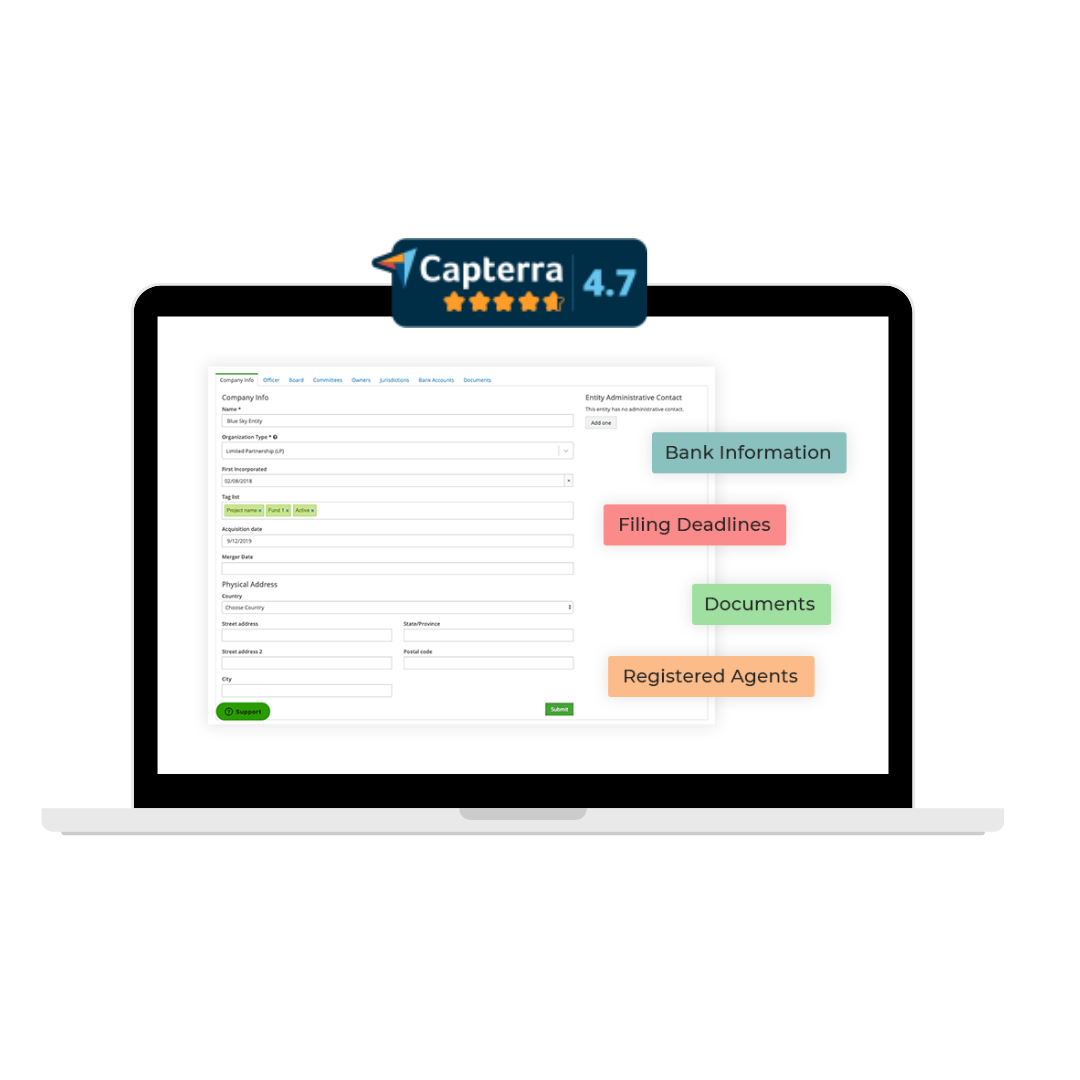 Capterra 4.7
Company Info Officer Board Committees Owners Jurisdictions Bank Accounts Documents
Company Info
Name *
Blue Sky Entity
Organization Type *
Limited Partnership (LP)
First Incorporated
02/08/2018
Tag list
Project name × Fund 1 × Active ×
Acquisition date
9/12/2019
Merger Date
Physical Address
Country
Choose Country
Street address State/Province
Street address 2 Postal code
City
Support
Submit
Entity Administrative Contact
This entity has no administrative contact.
Add one
Bank Information
Filing Deadlines
Documents
Registered Agents